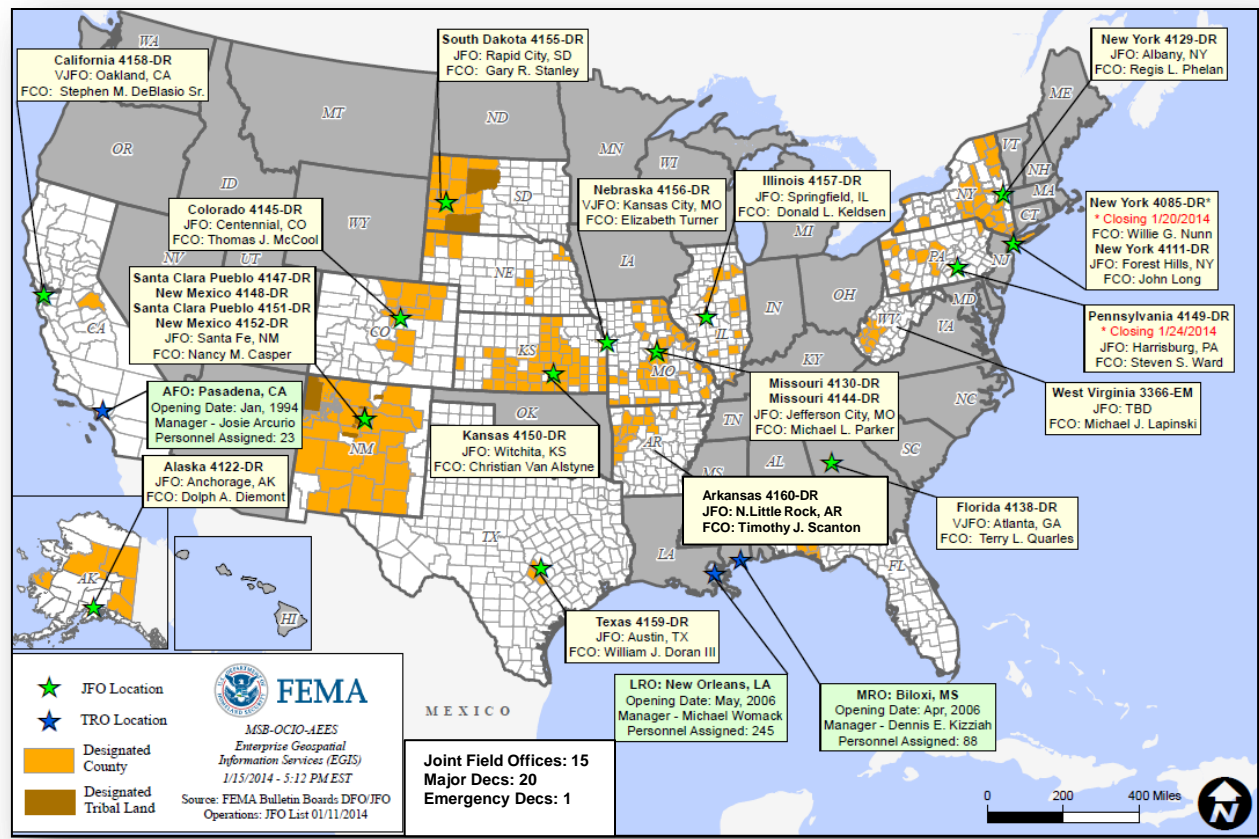 California 4158-DR
VJFO: Oakland, CA
FCO: Stephen M. DeBlasio Sr.
South Dakota 4155-DR
JFO: Rapid City, SD
FCO: Gary R. Stanley
New York 4129-DR
JFO: Albany, NY
FCO: Regis L. Phelan
Colorado 4145-DR
JFO: Centennial, CO
FCO: Thomas J. McCool
Nebraska 4156-DR
VJFO: Kansas City, MO
FCO: Elizabeth Turner
Illinois 4157-DR
JFO: Springfield, IL
FCO: Donald L. Keldsen
New York 4085-DR*
* Closing 1/20/2014
FCO: Willie G. Nunn
New York 4111-DR
JFO: Forest Hills, NY
FCO: John Long
Santa Clara Pueblo 4147-DR
New Mexico 4148-DR
Santa Clara Pueblo 4151-DR
New Mexico 4152-DR
JFO: Santa Fe, NM
FCO: Nancy M. Casper
Pennsylvania 4149-DR
* Closing 1/24/2014
JFO: Harrisburg, PA
FCO: Steven S. Ward
AFO: Pasadena, CA
Opening Date: Jan, 1994
Manager - Josie Arcurio
Personnel Assigned: 23
Missouri 4130-DR
Missouri 4144-DR
JFO: Jefferson City, MO
FCO: Michael L. Parker
West Virginia 3366-EM
JFO: TBD
FCO: Michael J. Lapinski
Kansas 4150-DR
JFO: Witchita, KS
FCO: Christian Van Alstyne
Alaska 4122-DR
JFO: Anchorage, AK
FCO: Dolph A. Diemont
Arkansas 4160-DR
JFO: N.Little Rock, AR
FCO: Timothy J. Scanton
Florida 4138-DR
VJFO: Atlanta, GA
FCO: Terry L. Quarles
Texas 4159-DR
JFO: Austin, TX
FCO: William J. Doran III
LRO: New Orleans, LA
Opening Date: May, 2006
Manager - Michael Womack
Personnel Assigned: 245
MRO: Biloxi, MS
Opening Date: Apr, 2006
Manager - Dennis E. Kizziah
Personnel Assigned: 88
WA
MT
ND
MN
WI
MI
ME
VT
NH
MA
CT
NY
NJ
PA
OR
ID
WY
SD
NE
IA
IN
OH
MD
WV
VA
NV
UT
CA
CO
KS
MO
IL
KY
NC
TN
SC
OK
AR
MS
AL
NM
TX
LA
FL
AK
HI
MEXICO
JFO Location
TRO Location
Designated
County
Designated
Tribal Land
FEMA
MSB-OCIO-AEES
Enterprise Geospatial
Information Services (EGIS)
1/15/2014 - 5:12 PM EST
Source: FEMA Bulletin Boards DFO/JFO
Operations: JFO List 01/11/2014
Joint Field Offices: 15
Major Decs: 20
Emergency Decs: 1
0 200 400 Miles
N